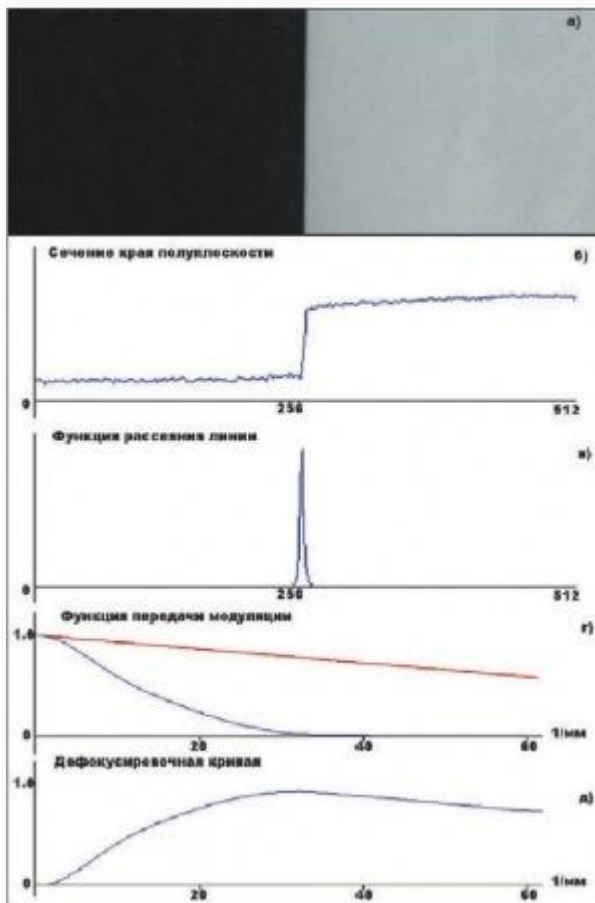 а)
Сечение края полуплоскости б)
0 256 512
Функция рассеяния линии в)
0 256 512
Функция передачи модуляции г)
1.0
20 40 60 1/мм
Дефокусировочная кривая д)
1.0
0 20 40 60 1/мм